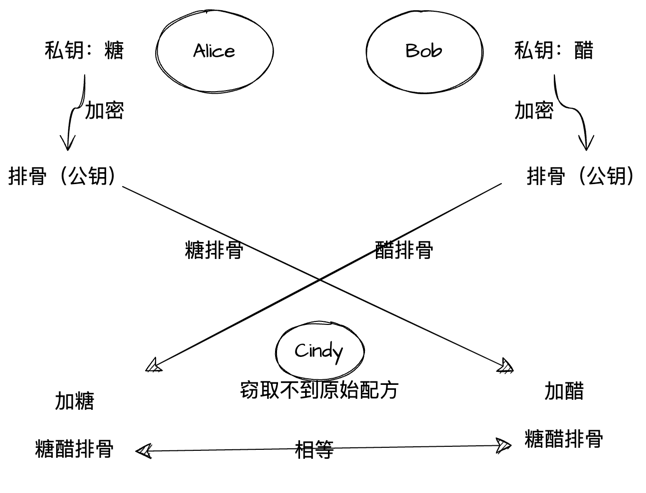 私钥：糖
Alice
Bob
私钥：醋
加密
加密
排骨（公钥）
排骨（公钥）
糖排骨
醋排骨
Cindy
窃取不到原始配方
加糖
加醋
糖醋排骨
相等
糖醋排骨